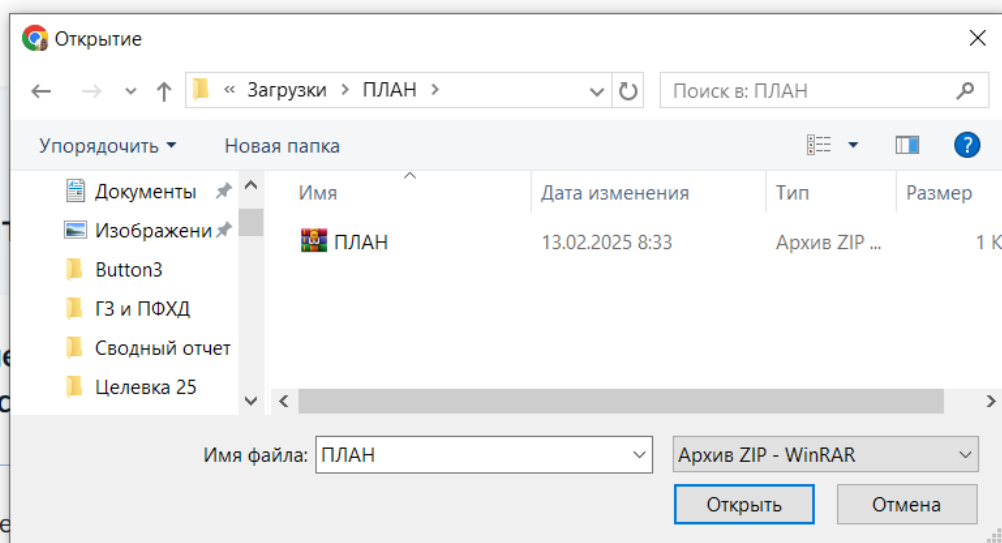 Открытие
« Загрузки > ПЛАН >
Поиск в: ПЛАН
Упорядочить
Новая папка
?
Документы
Изображени
Button3
ГЗ и ПФХД
Сводный отчет
Целевка 25
Имя Дата изменения Тип Размер
ПЛАН 13.02.2025 8:33 Архив ZIP ... 1 К
Имя файла: ПЛАН
Архив ZIP - WinRAR
Открыть
Отмена